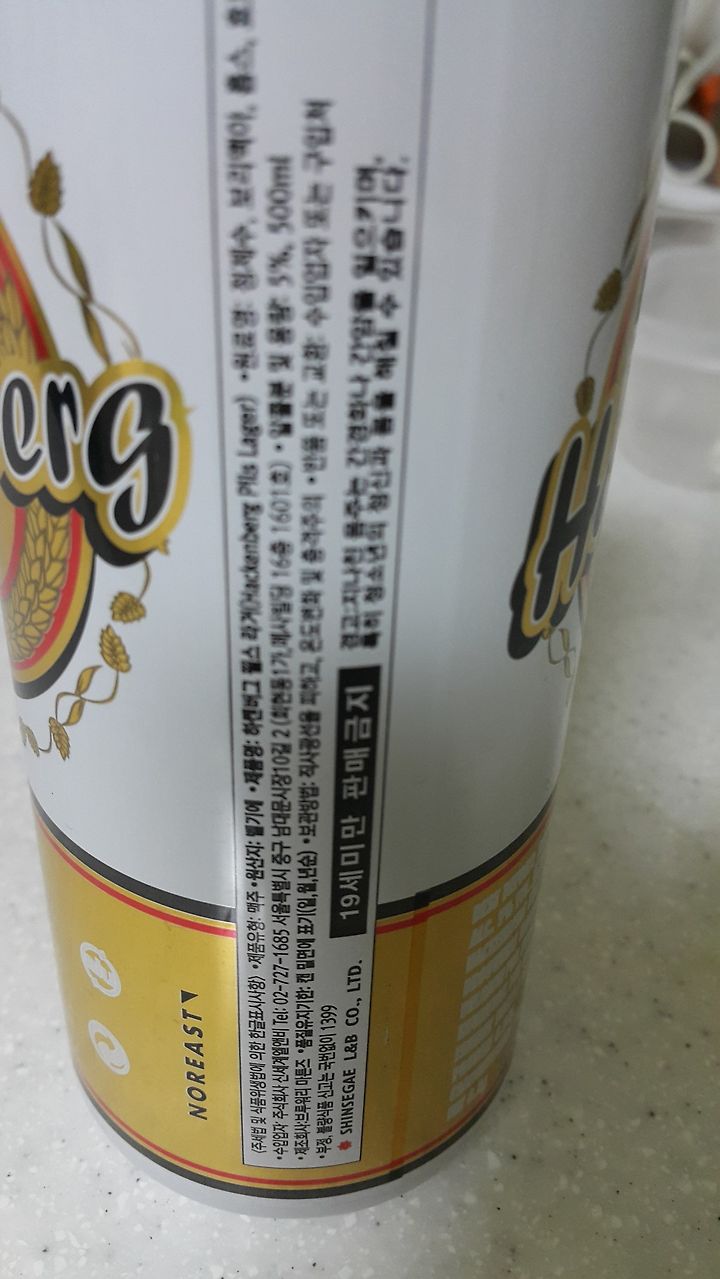 erg
H
NOREAST▼
(주세법 및 식품위생법에 의한 한글표시사항) •제품유형: 맥주 •원산지: 벨기에 •제품명: 하켄버그 필스 라거(Hackenberg Pils Lager) •원료명: 정제수, 보리맥아, 홉스, 효
•수입업자: 주식회사 신세계엘앤비 Tel: 02-727-1685 서울특별시 중구 남대문시장10길 2 (회현동1가,메사빌딩 16층 1601호) • 알콜분 및 용량: 5%, 500ml
•제조회사:브루워리 마튼즈 •품질유지기한: 캔 밑면에 표기(일,월,년순) •보관방법: 직사광선을 피하고, 온도변화 및 충격주의 •반품 또는 교환: 수입업자 또는 구입처
•부정, 불량식품 신고는 국번없이 1399
SHINSEGAE L&B CO., LTD.
19세미만 판매금지
경고:지나친 음주는 간경화나 간암을 일으키며,
특히 청소년의 정신과 몸을 해칠 수 있습니다.